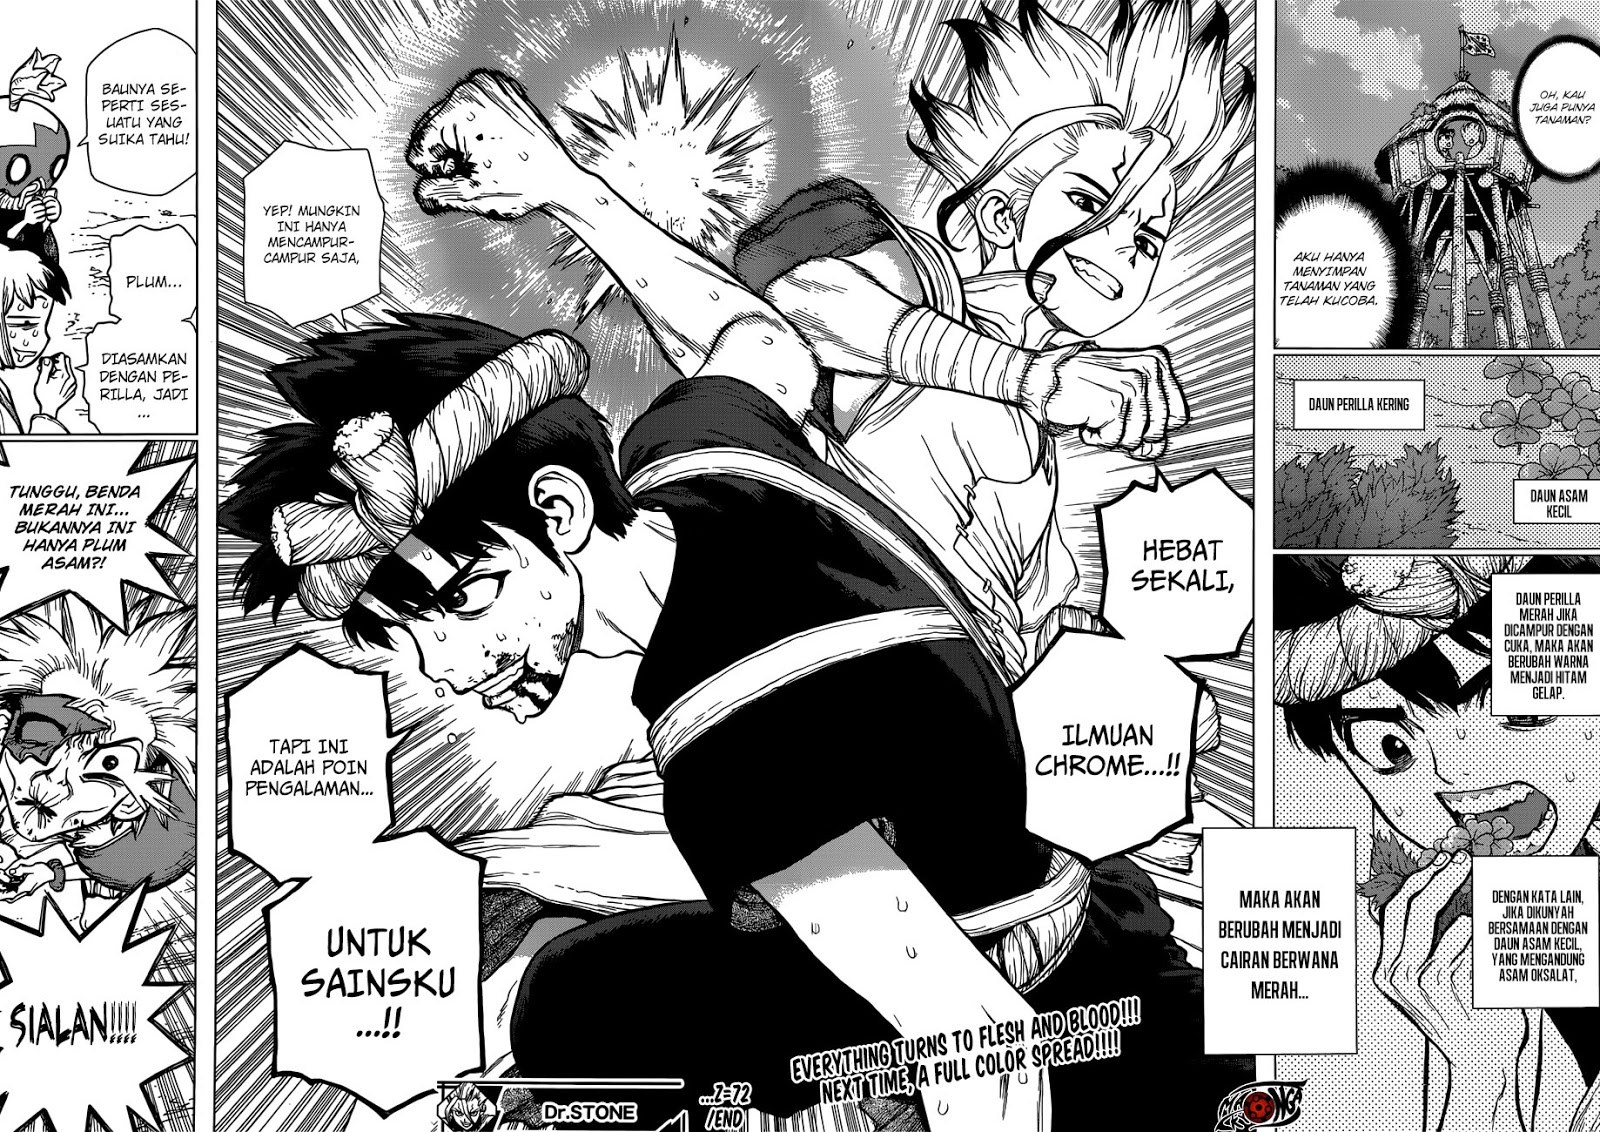 OH, KAU
JUGA PUNYA
TANAMAN?
AKU HANYA
MENYIMPAN
TANAMAN YANG
TELAH KUCOBA.
DAUN PERILLA KERING
DAUN ASAM
KECIL
DAUN PERILLA
MERAH JIKA
DICAMPUR DENGAN
CUKA, MAKA AKAN
BERUBAH WARNA
MENJADI HITAM
GELAP.
DENGAN KATA LAIN,
JIKA DIKUNYAH
BERSAMAAN DENGAN
DAUN ASAM KECIL,
YANG MENGANDUNG
ASAM OKSALAT,
MAKA AKAN
BERUBAH MENJADI
CAIRAN BERWANA
MERAH...
HEBAT
SEKALI,
ILMUAN
CHROME...!!
YEP! MUNGKIN
INI HANYA
MENCAMPUR-
CAMPUR SAJA,
TAPI INI
ADALAH POIN
PENGALAMAN...
UNTUK
SAINSKU
...!!
BAUNYA SE-
PERTI SES-
UATU YANG
SUIKA TAHU!
PLUM...
DIASAMKAN
DENGAN PE-
RILLA, JADI
...
TUNGGU, BENDA
MERAH INI...
BUKANNYA INI
HANYA PLUM
ASAM?!
SIALAN!!!!
EVERYTHING TURNS TO FLESH AND BLOOD!!!
NEXT TIME, A FULL COLOR SPREAD!!!!
Dr.STONE
...Z=72
/END